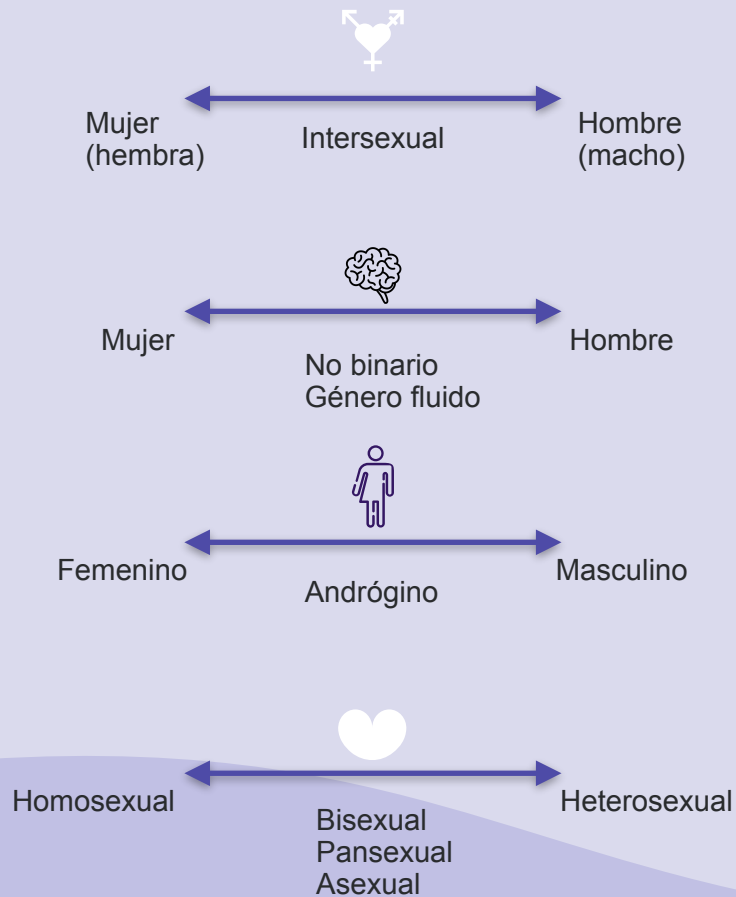 Mujer
(hembra)
Intersexual
Hombre
(macho)
Mujer
No binario
Género fluido
Hombre
Femenino
Andrógino
Masculino
Homosexual
Bisexual
Pansexual
Asexual
Heterosexual